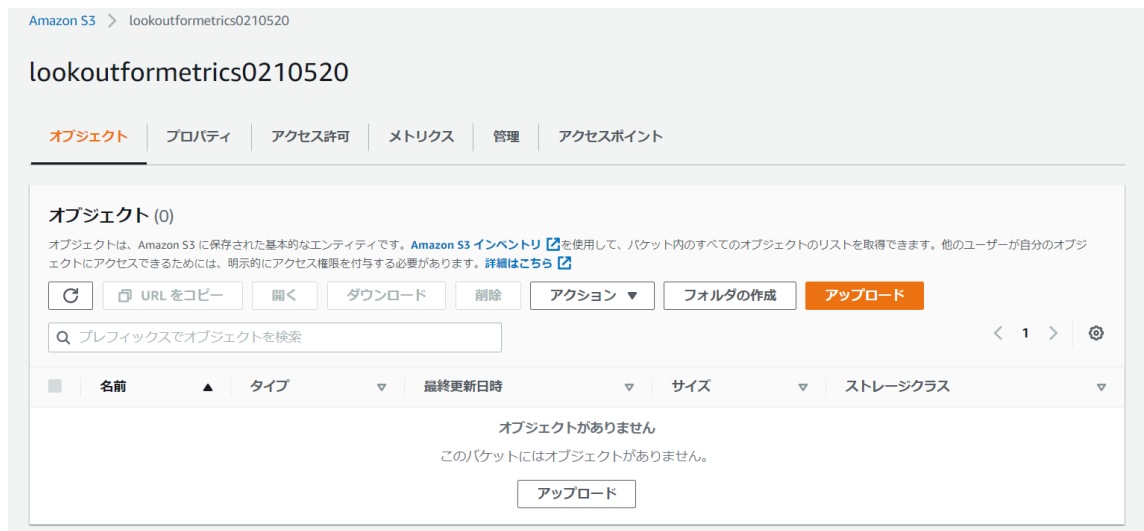 Amazon S3 > lookoutformetrics0210520
lookoutformetrics0210520
オブジェクト プロパティ アクセス許可 メトリクス 管理 アクセスポイント
オブジェクト (0)
オブジェクトは、Amazon S3 に保存された基本的なエンティティです。Amazon S3 インベントリ を使用して、バケット内のすべてのオブジェクトのリストを取得できます。他のユーザーが自分のオブジ
ェクトにアクセスできるためには、明示的にアクセス権限を付与する必要があります。詳細はこちら
URL をコピー 開く ダウンロード 削除 アクション ▼ フォルダの作成 アップロード
プレフィックスでオブジェクトを検索 < 1 >
名前 ▲ タイプ ▽ 最終更新日時 ▽ サイズ ▽ ストレージクラス ▽
オブジェクトがありません
このバケットにはオブジェクトがありません。
アップロード